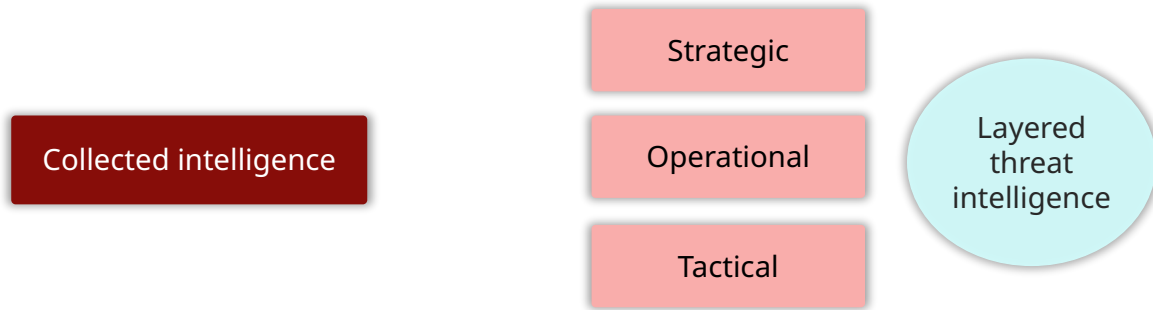 Collected intelligence
Strategic
Operational
Tactical
Layered
threat
intelligence